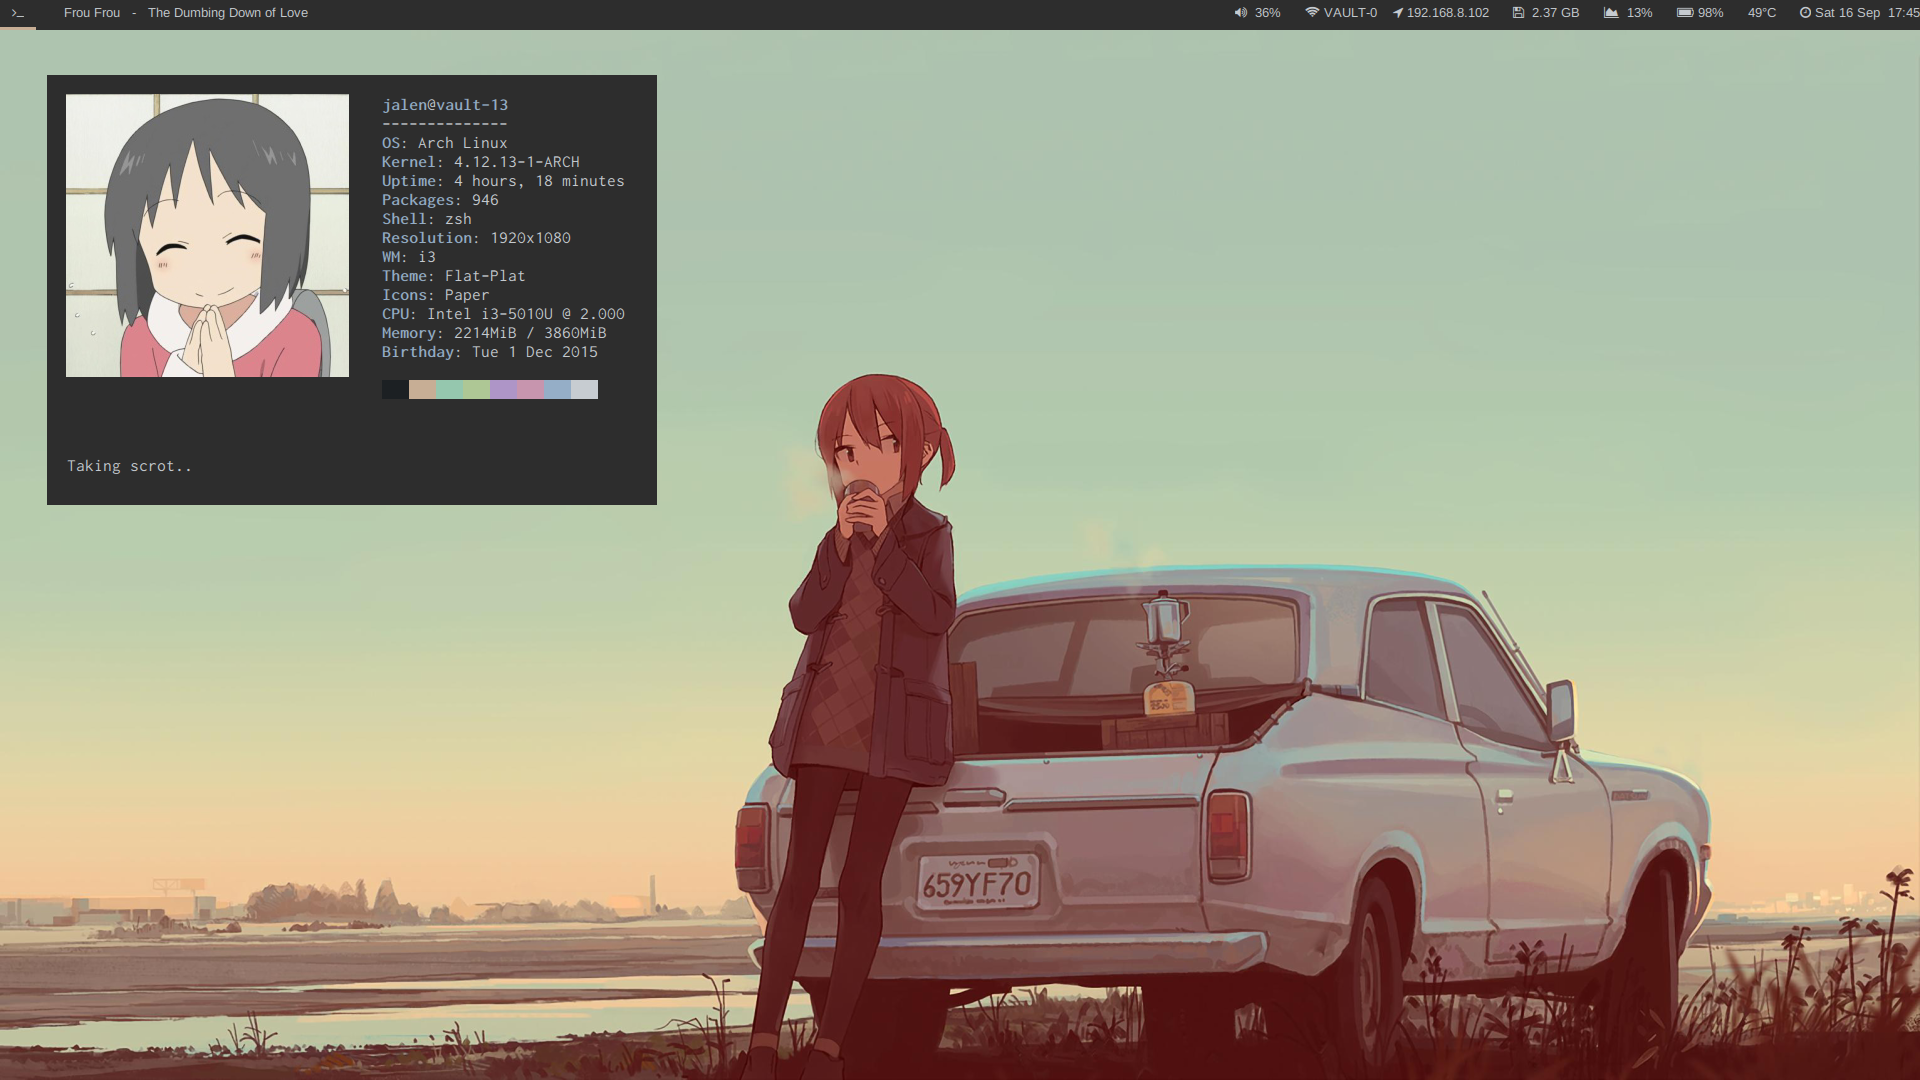 >_ Frou Frou - The Dumbing Down of Love 36% VAULT-0 192.168.8.102 2.37 GB 13% 98% 49°C Sat 16 Sep 17:45
jalen@vault-13
--------------
OS: Arch Linux
Kernel: 4.12.13-1-ARCH
Uptime: 4 hours, 18 minutes
Packages: 946
Shell: zsh
Resolution: 1920x1080
WM: i3
Theme: Flat-Plat
Icons: Paper
CPU: Intel i3-5010U @ 2.000
Memory: 2214MiB / 3860MiB
Birthday: Tue 1 Dec 2015
Taking scrot..
659YF70